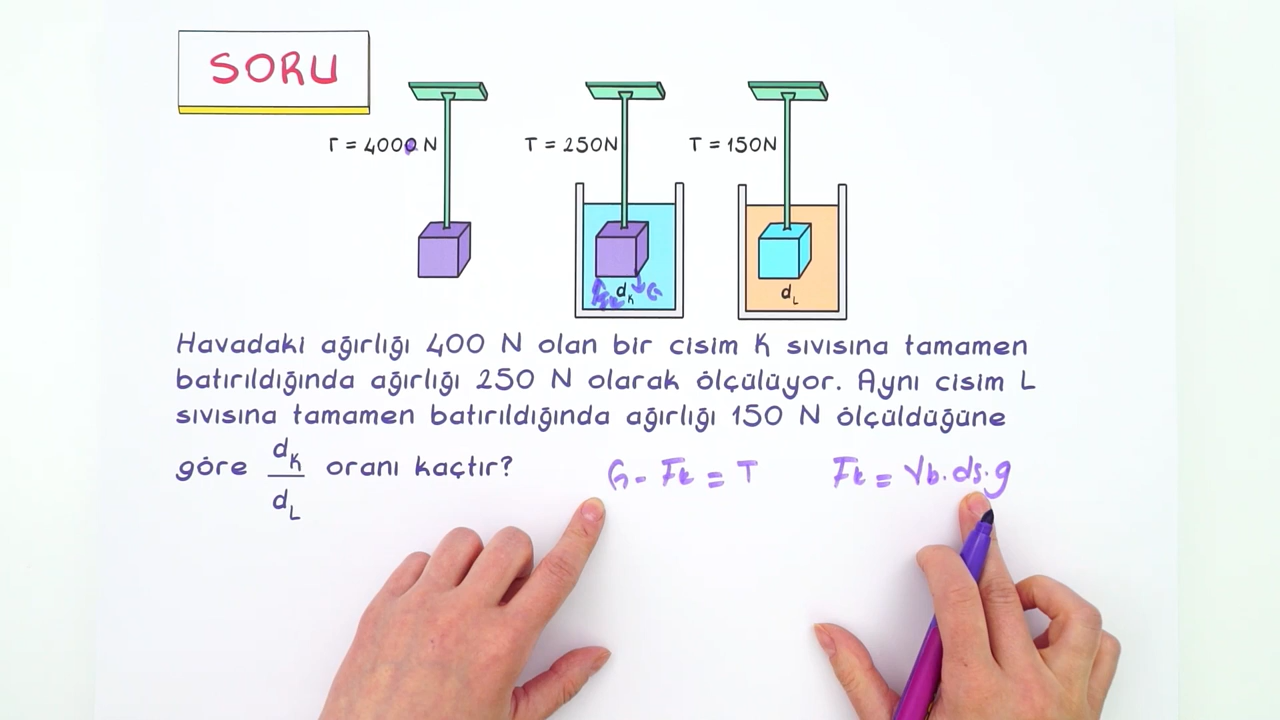 SORU
T = 4000 N
T = 250N
T = 150N
G
dK
dL
Havadaki ağırlığı 400 N olan bir cisim K sıvısına tamamen
batırıldığında ağırlığı 250 N olarak ölçülüyor. Aynı cisim L
sıvısına tamamen batırıldığında ağırlığı 150 N ölçüldüğüne
göre dK / dL oranı kaçtır?
G - Fk = T
Fk = Vb.ds.g